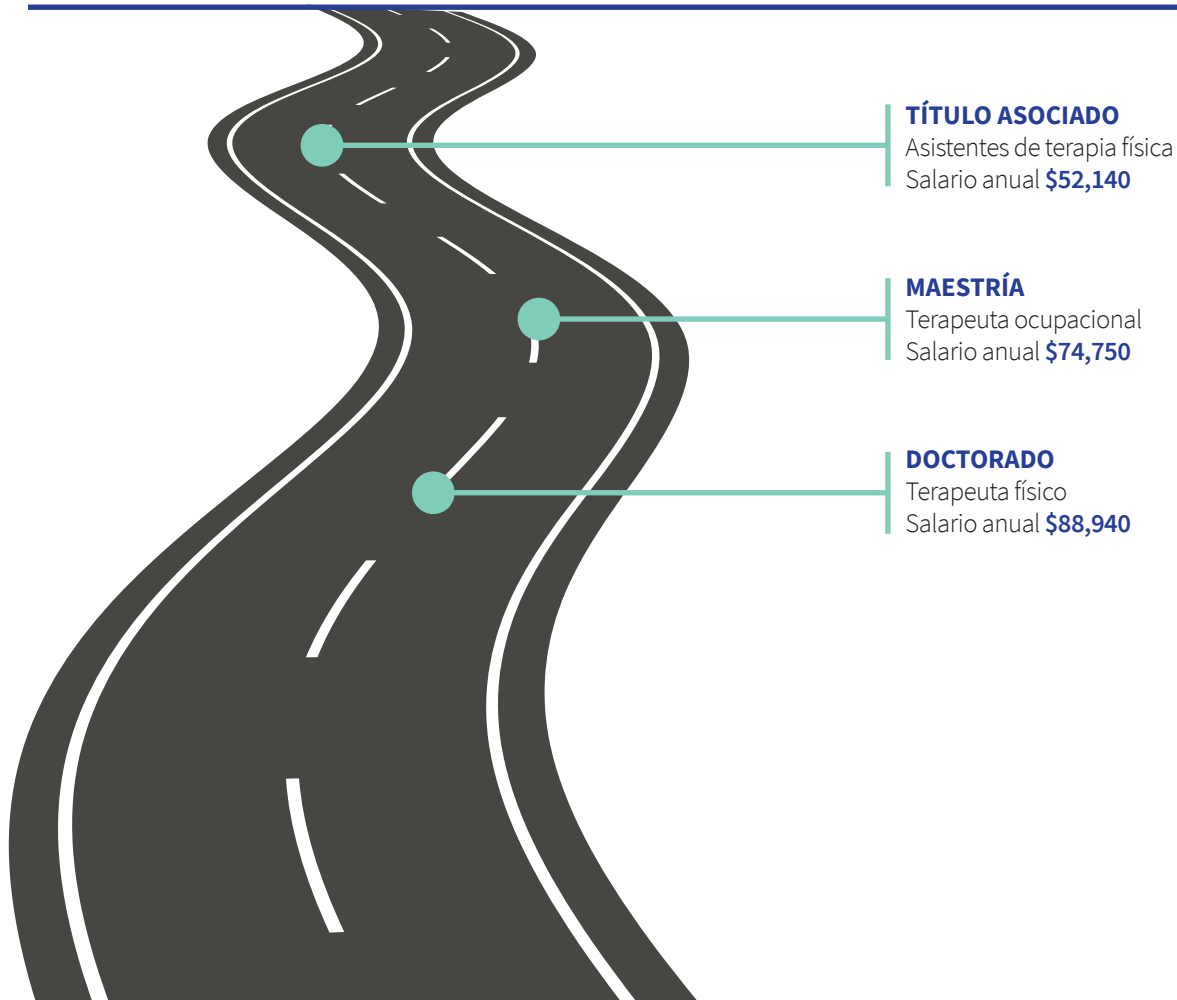 TÍTULO ASOCIADO
Asistentes de terapia física
Salario anual $52,140
MAESTRÍA
Terapeuta ocupacional
Salario anual $74,750
DOCTORADO
Terapeuta físico
Salario anual $88,940